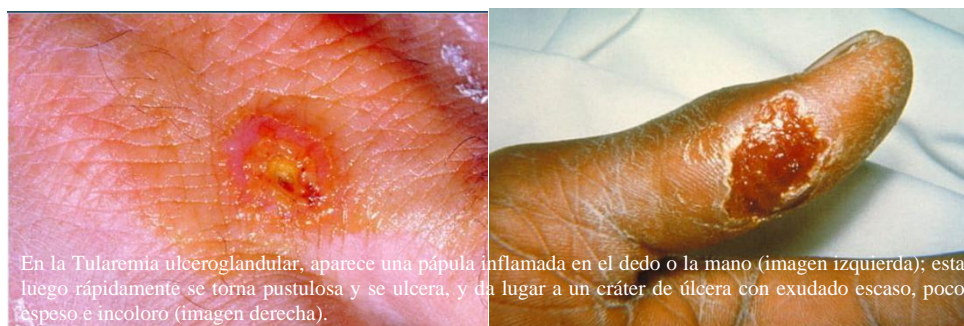 En la Tularemia ulceroglandular, aparece una pápula inflamada en el dedo o la mano (imagen izquierda); esta
luego rápidamente se torna pustulosa y se ulcera, y da lugar a un cráter de úlcera con exudado escaso, poco
espeso e incoloro (imagen derecha).